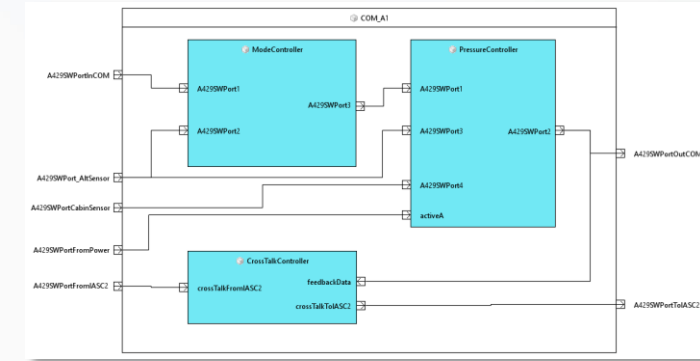 COM_A1
ModeController
PressureController
A429SWPortInCOM
A429SWPort1
A429SWPort1
A429SWPort3
A429SWPort2
A429SWPort3
A429SWPort2
A429SWPortOutCOM
A429SWPort_AltSensor
A429SWPort4
A429SWPortCabinSensor
activeA
A429SWPortFromPower
CrossTalkController
feedbackData
A429SWPortFromIASC2
crossTalkFromIASC2
crossTalkToIASC2
A429SWPortToIASC2